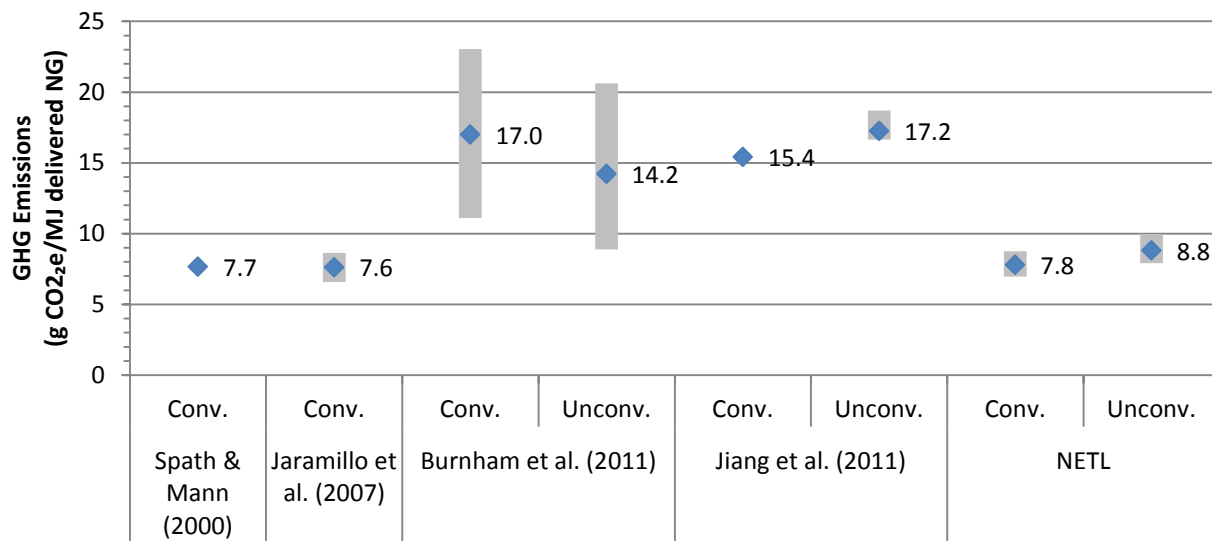 GHG Emissions
(g CO2₂e/MJ delivered NG)
25
20
15
10
5
0
7.7
7.6
17.0
14.2
15.4
17.2
7.8
8.8
Conv.
Conv.
Conv.
Unconv.
Conv.
Unconv.
Conv.
Unconv.
Spath &
Mann
(2000)
Jaramillo et
al. (2007)
Burnham et al. (2011)
Jiang et al. (2011)
NETL